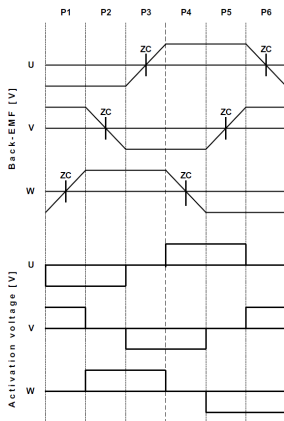 P1 P2 P3 P4 P5 P6
Back-EMF [V]
U
ZC
ZC
V
ZC
ZC
W
ZC
ZC
Activation voltage [V]
U
V
W